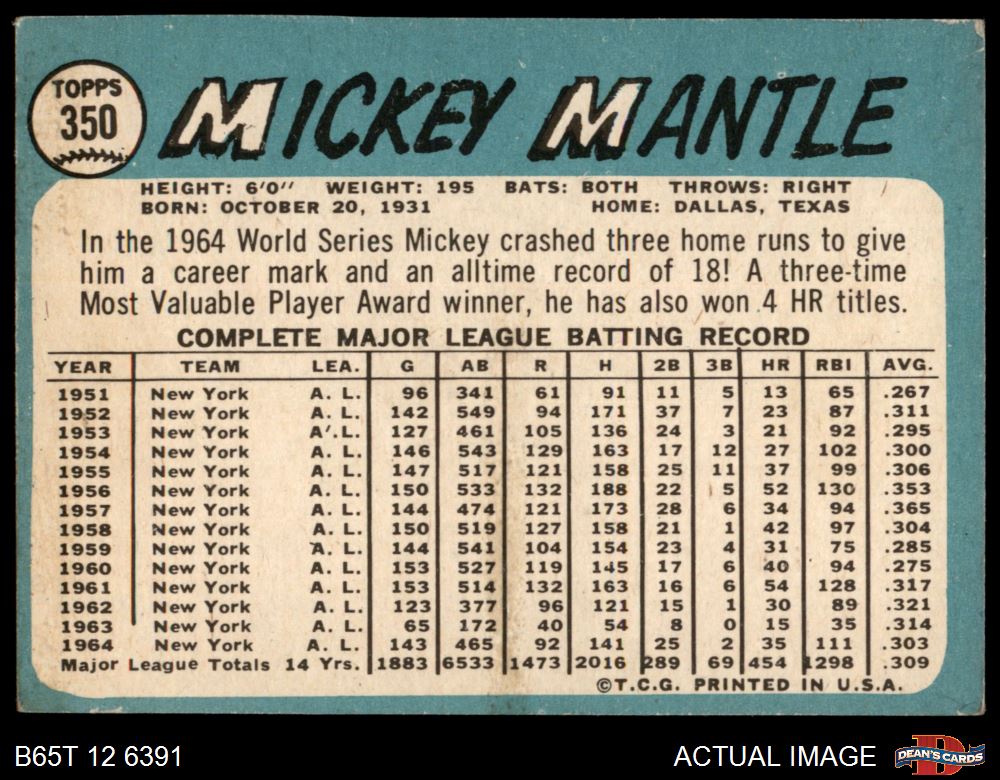 TOPPS
350
MICKEY MANTLE
HEIGHT: 6'0" WEIGHT: 195 BATS: BOTH THROWS: RIGHT
BORN: OCTOBER 20, 1931 HOME: DALLAS, TEXAS
In the 1964 World Series Mickey crashed three home runs to give
him a career mark and an alltime record of 18! A three-time
Most Valuable Player Award winner, he has also won 4 HR titles.
COMPLETE MAJOR LEAGUE BATTING RECORD
YEAR TEAM LEA. G AB R H 2B 3B HR RBI AVG.
1951 New York A. L. 96 341 61 91 11 5 13 65 .267
1952 New York A. L. 142 549 94 171 37 7 23 87 .311
1953 New York A. L. 127 461 105 136 24 3 21 92 .295
1954 New York A. L. 146 543 129 163 17 12 27 102 .300
1955 New York A. L. 147 517 121 158 25 11 37 99 .306
1956 New York A. L. 150 533 132 188 22 5 52 130 .353
1957 New York A. L. 144 474 121 173 28 6 34 94 .365
1958 New York A. L. 150 519 127 158 21 1 42 97 .304
1959 New York A. L. 144 541 104 154 23 4 31 75 .285
1960 New York A. L. 153 527 119 145 17 6 40 94 .275
1961 New York A. L. 153 514 132 163 16 6 54 128 .317
1962 New York A. L. 123 377 96 121 15 1 30 89 .321
1963 New York A. L. 65 172 40 54 8 0 15 35 .314
1964 New York A. L. 143 465 92 141 25 2 35 111 .303
Major League Totals 14 Yrs. 1883 6533 1473 2016 289 69 454 1298 .309
©T.C.G. PRINTED IN U.S.A.
B65T 12 6391 ACTUAL IMAGE DEAN'S CARDS